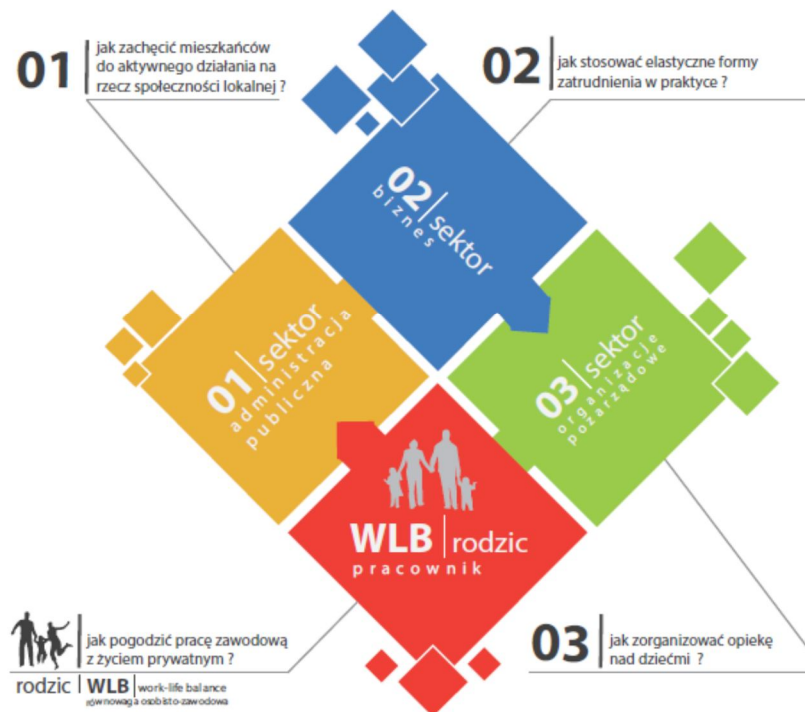 01
jak zachęcić mieszkańców
do aktywnego działania na
rzecz społeczności lokalnej ?
02
jak stosować elastyczne formy
zatrudnienia w praktyce ?
02 sektor
biznes
01 sektor
administracja
publiczna
03 sektor
organizacje
pozarządowe
WLB rodzic
pracownik
jak pogodzić pracę zawodową
z życiem prywatnym ?
rodzic WLB work-life balance
równowaga osobisto-zawodowa
03
jak zorganizować opiekę
nad dziećmi ?